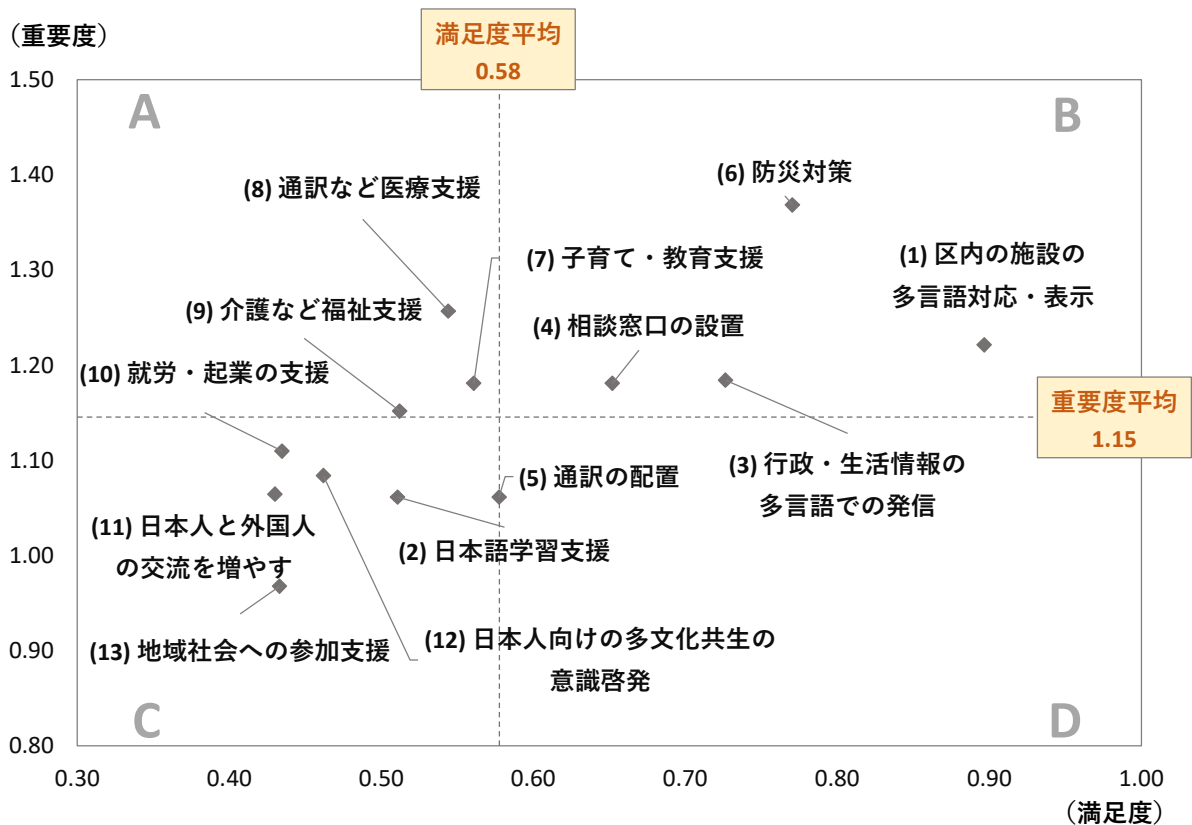 （重要度）
満足度平均
0.58
1.50
A
B
1.40
(6) 防災対策
(8) 通訳など医療支援
1.30
(7) 子育て・教育支援
(1) 区内の施設の
多言語対応・表示
(9) 介護など福祉支援
(4) 相談窓口の設置
1.20
(10) 就労・起業の支援
重要度平均
1.15
1.10
(5) 通訳の配置
(3) 行政・生活情報の
多言語での発信
(11) 日本人と外国人
の交流を増やす
(2) 日本語学習支援
1.00
0.90
(13) 地域社会への参加支援
(12) 日本人向けの多文化共生の
意識啓発
C
D
0.80
0.30 0.40 0.50 0.60 0.70 0.80 0.90 1.00
（満足度）